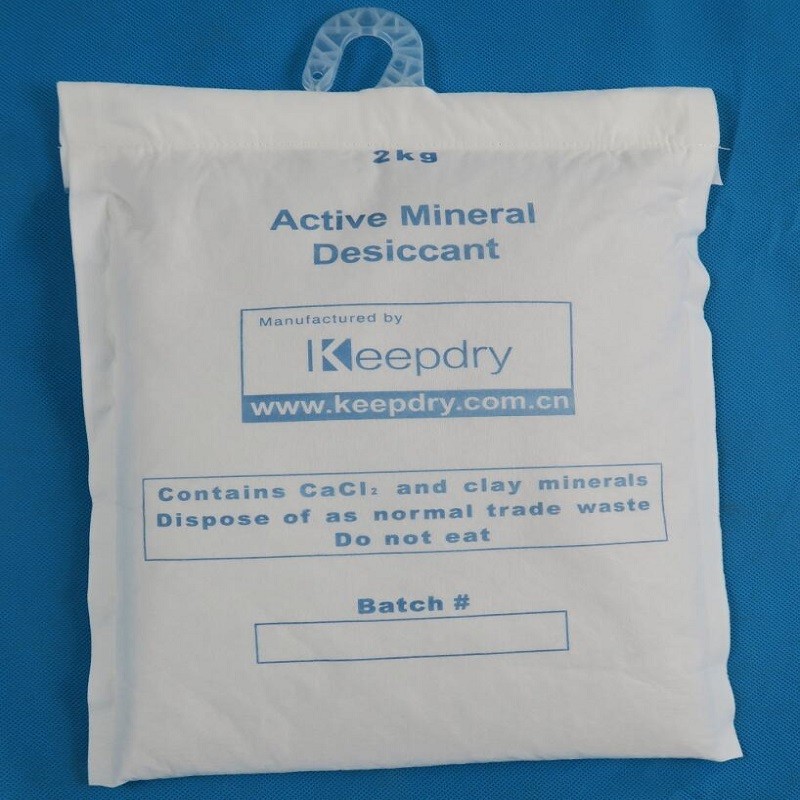 2kg
Active Mineral
Desiccant
Manufactured by
Keepdry
www.keepdry.com.cn
Contains CaCl₂ and clay minerals
Dispose of as normal trade waste
Do not eat
Batch #